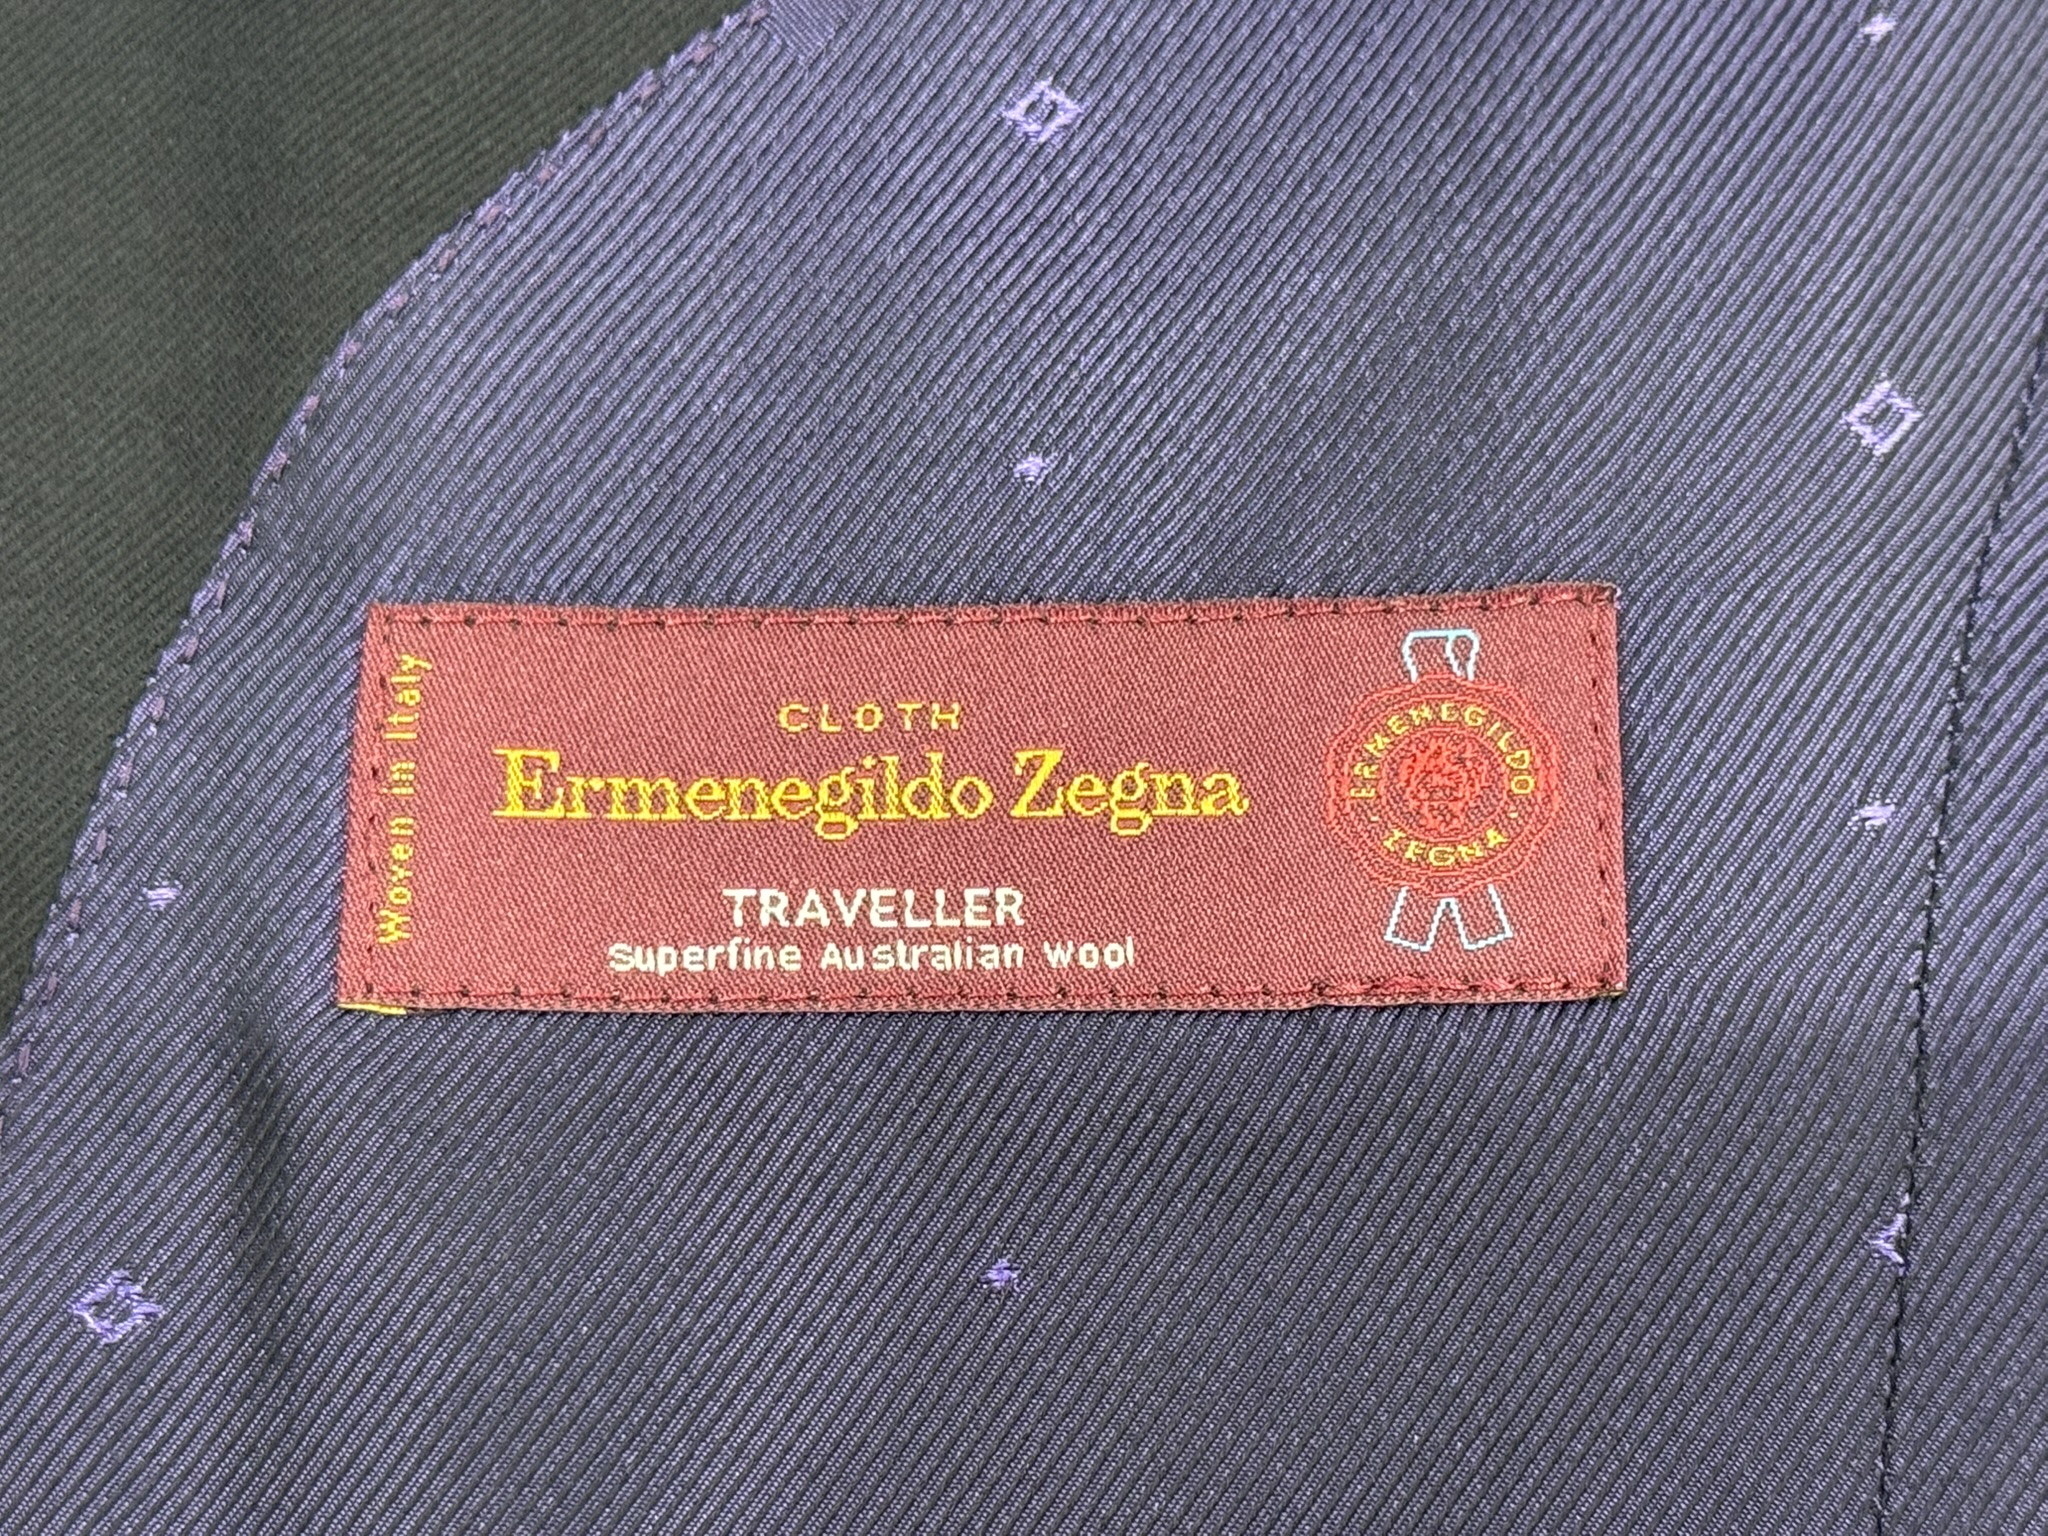 Woven in Italy
CLOTH
Ermenegildo Zegna
TRAVELLER
Superfine Australian wool
ERMENEGILDO
· ZEGNA ·